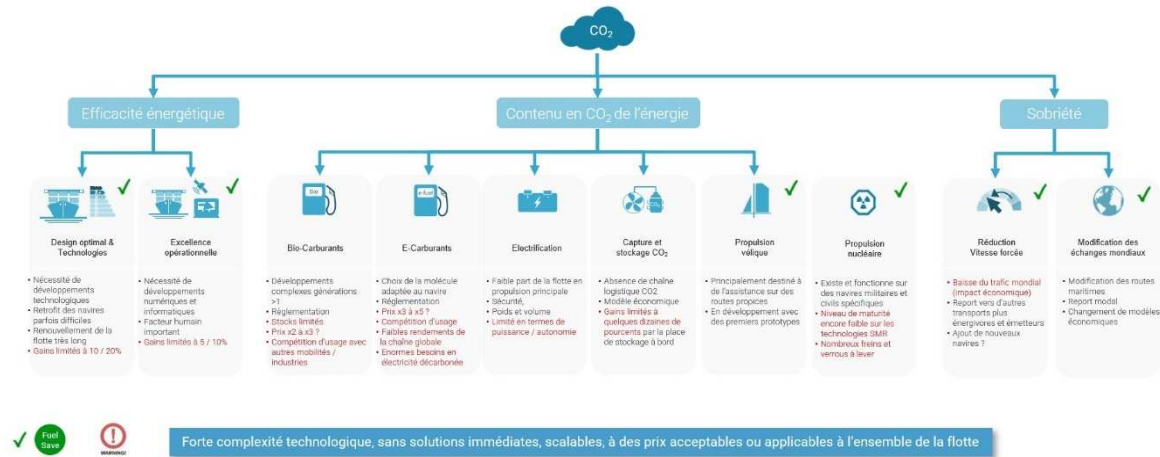 CO₂
Efficacité énergétique
Contenu en CO₂ de l'énergie
Sobriété
Design optimal &
Technologies
• Nécessité de
développements
technologiques
• Retrofit des navires
parfois difficiles
• Renouvellement de la
flotte très long
• Gains limités à 10 / 20%
Excellence
opérationnelle
• Nécessité de
développements
numériques et
informatiques
• Facteur humain
important
• Gains limités à 5 / 10%
Bio
Bio-Carburants
• Développements
complexes générations
>1
• Réglementation
• Stocks limités
• Prix x2 à x3 ?
• Compétition d'usage avec
autres mobilités /
industries
e-fuel
E-Carburants
• Choix de la molécule
adaptée au navire
• Réglementation
• Prix x3 à x5 ?
• Compétition d'usage
• Faibles rendements de
la chaîne globale
• Enormes besoins en
électricité décarbonée
Electrification
• Faible part de la flotte en
propulsion principale
• Sécurité,
• Poids et volume
• Limité en termes de
puissance / autonomie
CO₂
Capture et
stockage CO₂
• Absence de chaîne
logistique CO2
• Modèle économique
• Gains limités à
quelques dizaines de
pourcents par la place
de stockage à bord
Propulsion
vélique
• Principalement destiné à
de l'assistance sur des
routes propices
• En développement avec
des premiers prototypes
Propulsion
nucléaire
• Existe et fonctionne sur
des navires militaires et
civils spécifiques
• Niveau de maturité
encore faible sur les
technologies SMR
• Nombreux freins et
verrous à lever
Réduction
Vitesse forcée
• Baisse du trafic mondial
(impact économique)
• Report vers d'autres
transports plus
énergivores et émetteurs
• Ajout de nouveaux
navires ?
Modification des
échanges mondiaux
• Modification des routes
maritimes
• Report modal
• Changement de modèles
économiques
Fuel
Save
WARNING!
Forte complexité technologique, sans solutions immédiates, scalables, à des prix acceptables ou applicables à l'ensemble de la flotte